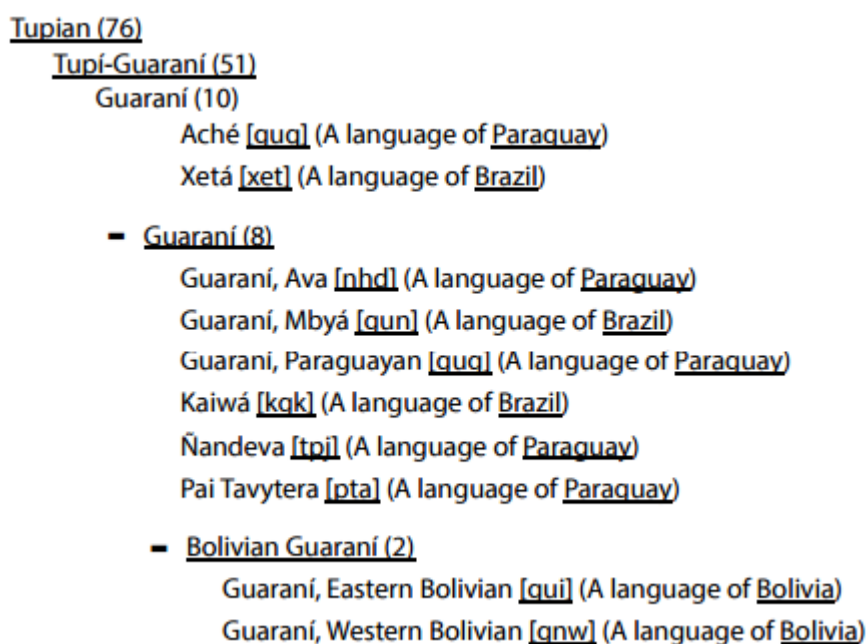 Tupian (76)
Tupí-Guaraní (51)
Guaraní (10)
Aché [guq] (A language of Paraguay)
Xetá [xet] (A language of Brazil)
- Guaraní (8)
Guaraní, Ava [nhd] (A language of Paraguay)
Guaraní, Mbyá [gun] (A language of Brazil)
Guarani, Paraguayan [gug] (A language of Paraguay)
Kaiwá [kgk] (A language of Brazil)
Ñandeva [tpj] (A language of Paraguay)
Pai Tavytera [pta] (A language of Paraguay)
- Bolivian Guaraní (2)
Guaraní, Eastern Bolivian [gui] (A language of Bolivia)
Guaraní, Western Bolivian [gnw] (A language of Bolivia)